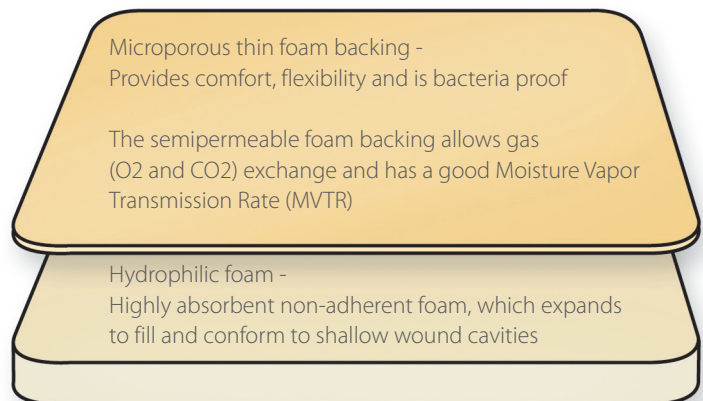 Microporous thin foam backing -
Provides comfort, flexibility and is bacteria proof
The semipermeable foam backing allows gas
(O2 and CO2) exchange and has a good Moisture Vapor
Transmission Rate (MVTR)
Hydrophilic foam -
Highly absorbent non-adherent foam, which expands
to fill and conform to shallow wound cavities